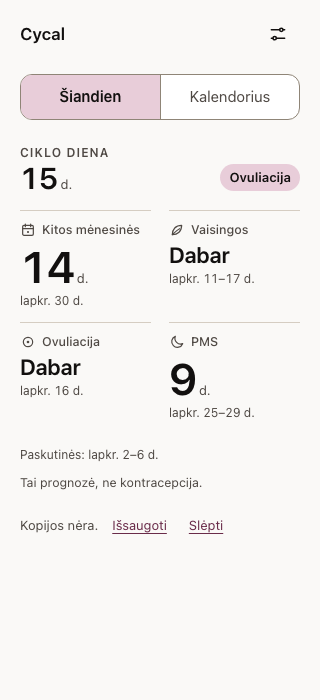 Cycal
Šiandien
Kalendorius
CIKLO DIENA
15 d.
Ovuliacija
Kitos mėnesinės
14 d.
lapkr. 30 d.
Vaisingos
Dabar
lapkr. 11–17 d.
Ovuliacija
Dabar
lapkr. 16 d.
PMS
9 d.
lapkr. 25–29 d.
Paskutinės: lapkr. 2–6 d.
Tai prognozė, ne kontracepcija.
Kopijos nėra. Išsaugoti Slėpti